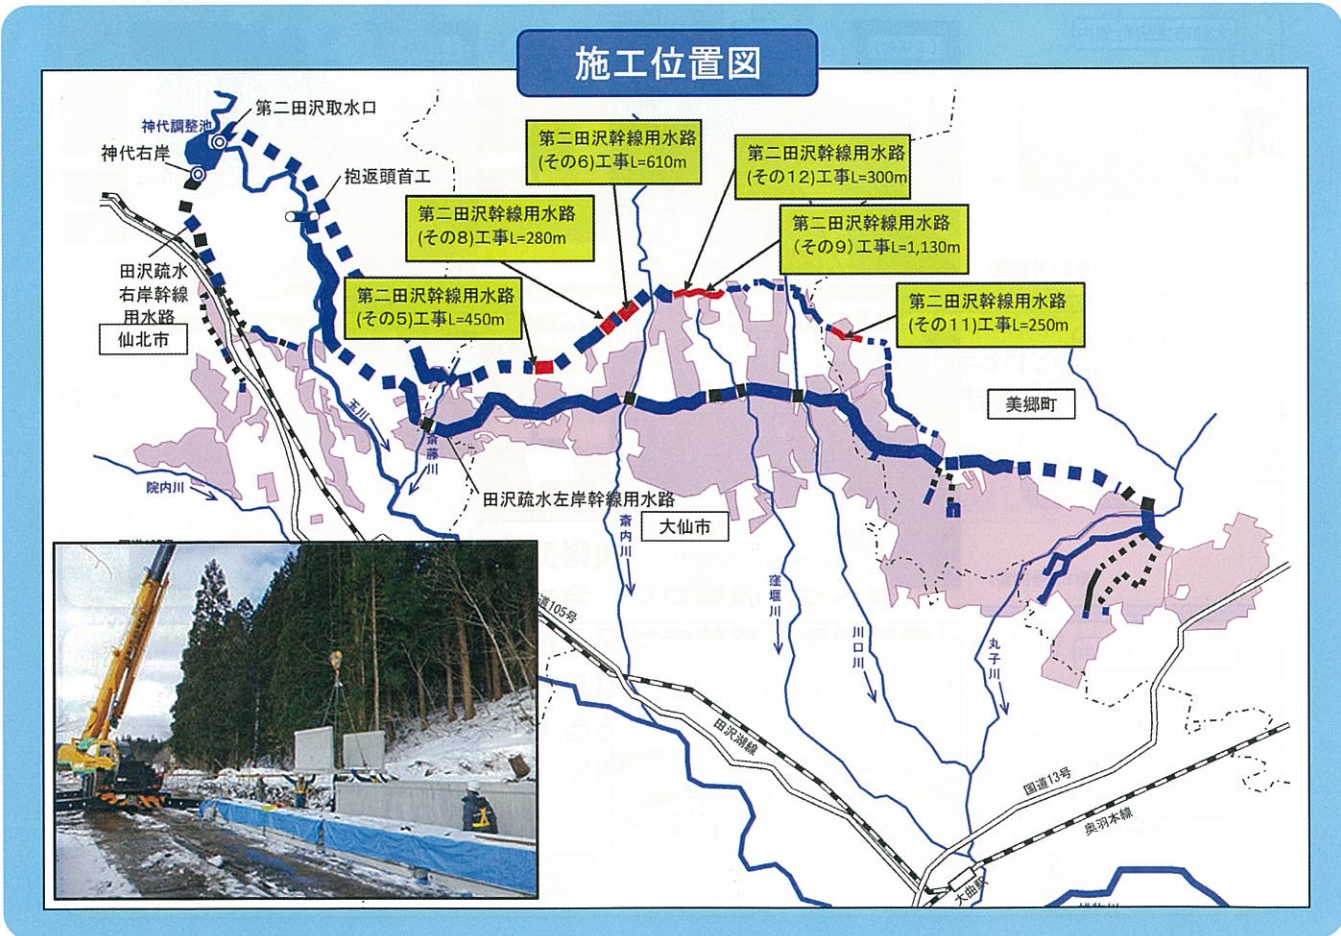 施工位置図
第二田沢取水口
神代調整池
神代右岸
抱返頭首工
第二田沢幹線用水路
(その6)工事L=610m
第二田沢幹線用水路
(その12)工事L=300m
第二田沢幹線用水路
(その8)工事L=280m
第二田沢幹線用水路
(その9)工事L=1,130m
第二田沢幹線用水路
(その5)工事L=450m
第二田沢幹線用水路
(その11)工事L=250m
田沢疏水
右岸幹線
用水路
仙北市
美郷町
玉川
斎藤川
院内川
田沢疏水左岸幹線用水路
斎内川
大仙市
窪堰川
川口川
丸子川
道105号
田沢湖線
国道13号
奥羽本線
大曲駅